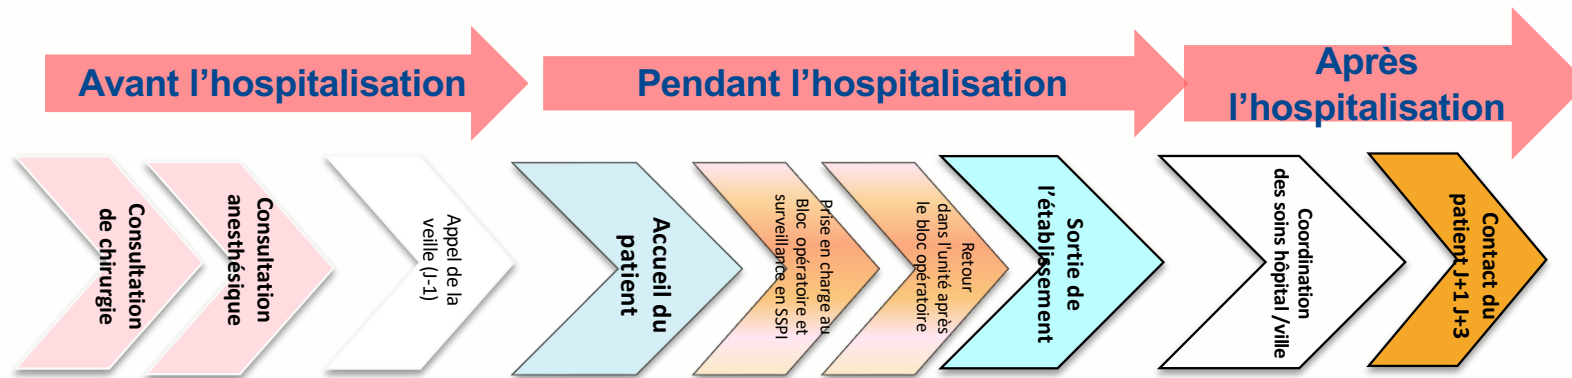 Avant l’hospitalisation
Pendant l’hospitalisation
Après
l’hospitalisation
Consultation
de chirurgie
Consultation
anesthésique
Appel de la
veille (J-1)
Accueil du
patient
Prise en charge au
Bloc opératoire et
surveillance en SSPI
Retour
dans l'unité après
le bloc opératoire
Sortie de
l’établissement
Coordination
des soins hôpital /ville
Contact du
patient J+1 J+3